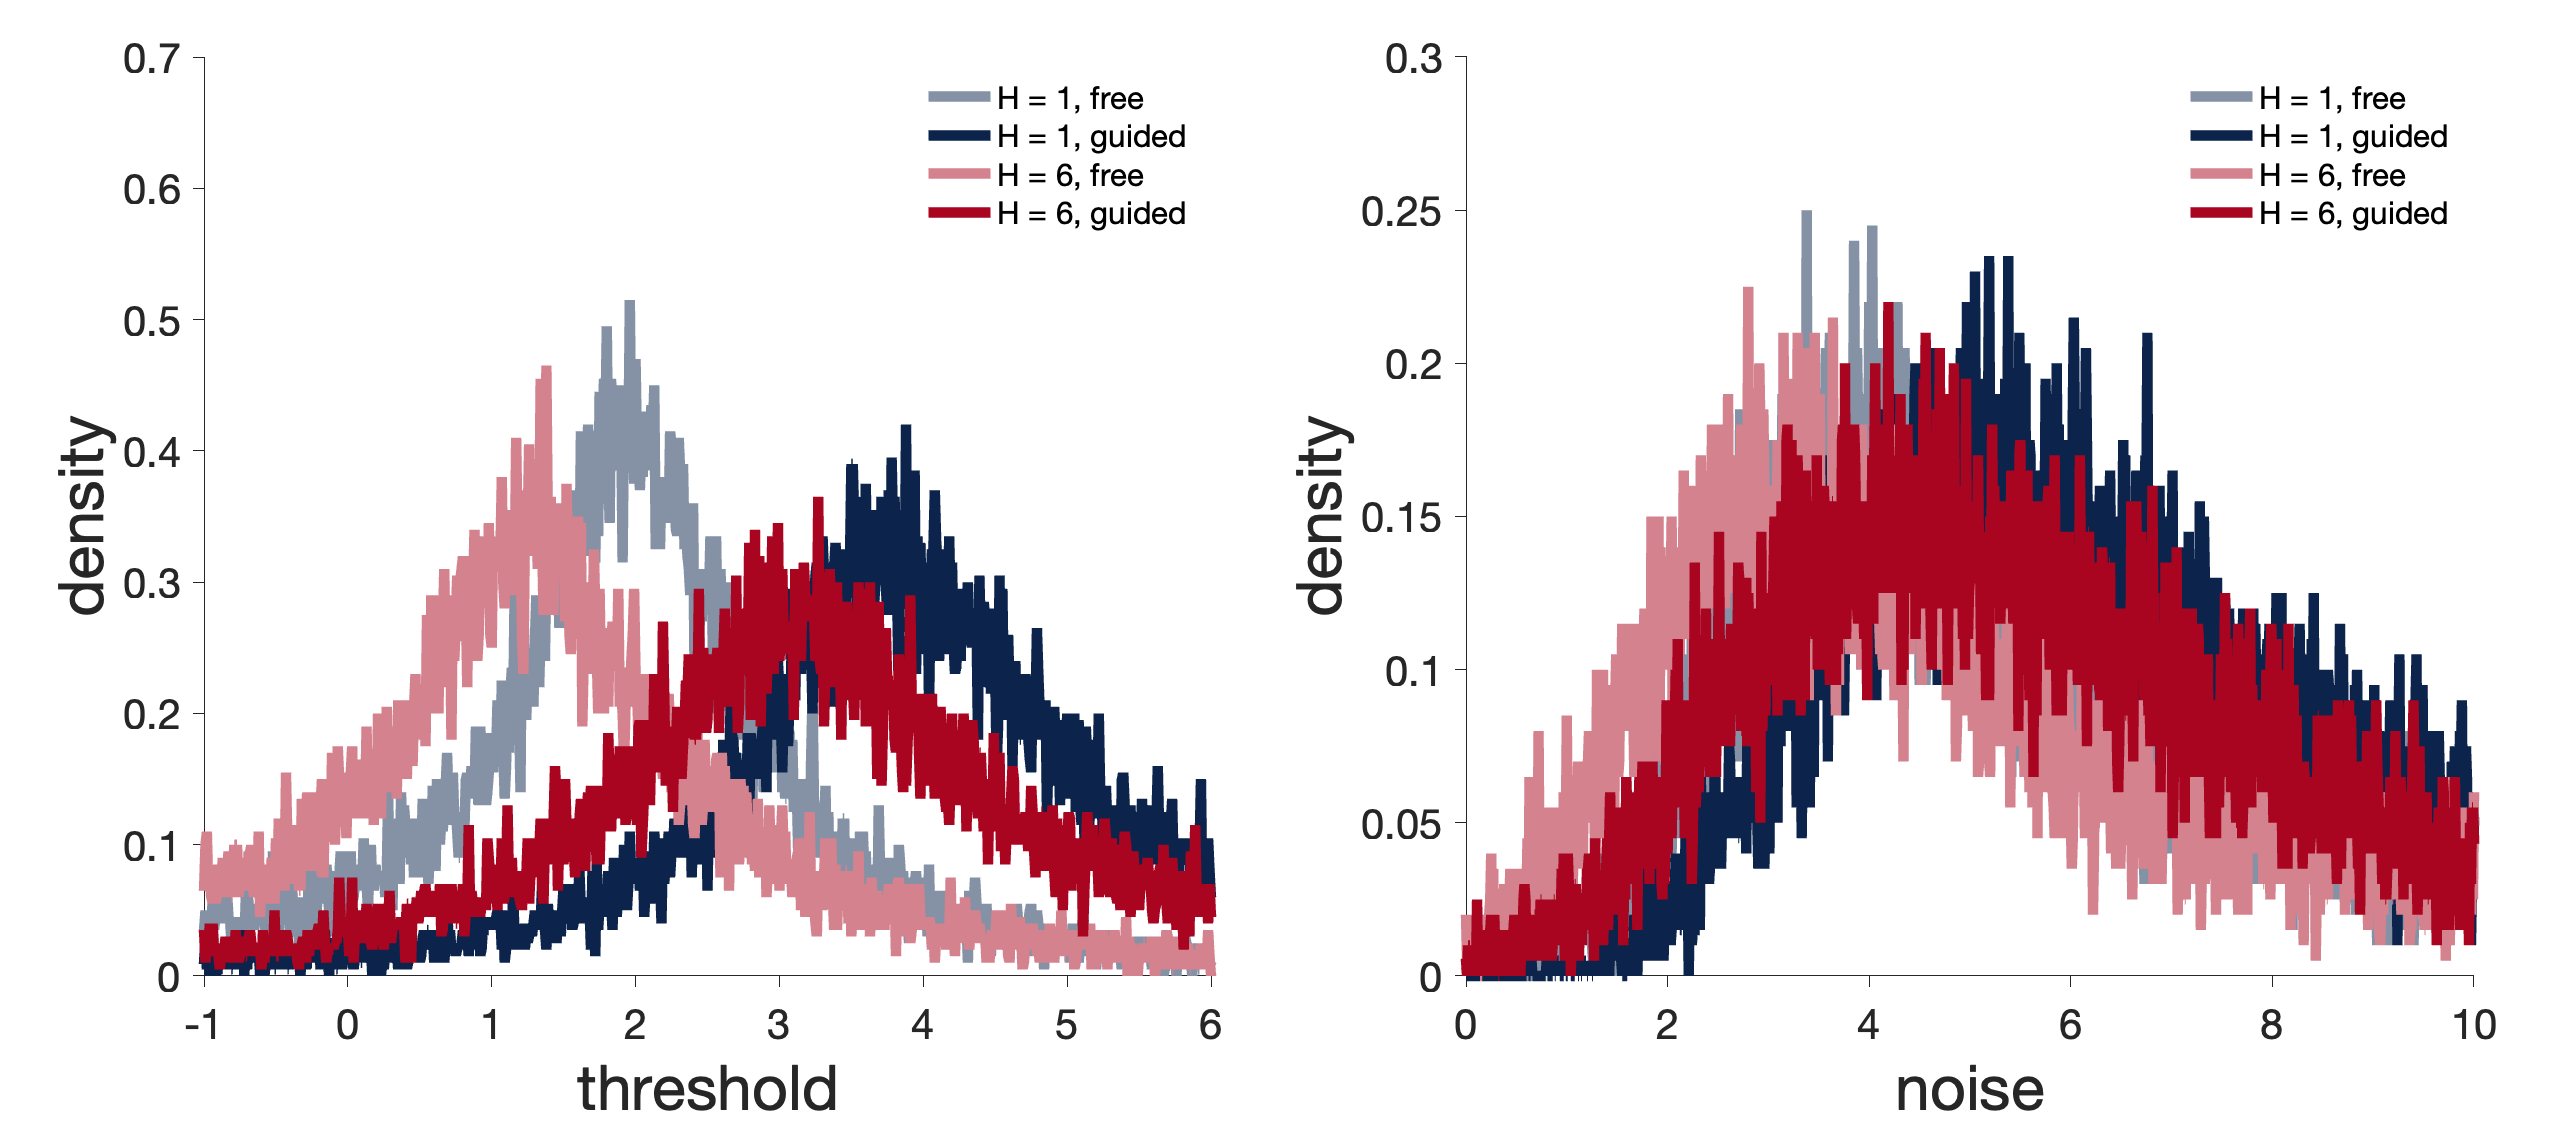 0.7
0.6
0.5
0.4
0.3
0.2
0.1
0
density
-1 0 1 2 3 4 5 6
threshold
H = 1, free
H = 1, guided
H = 6, free
H = 6, guided
0.3
0.25
0.2
0.15
0.1
0.05
0
density
0 2 4 6 8 10
noise
H = 1, free
H = 1, guided
H = 6, free
H = 6, guided